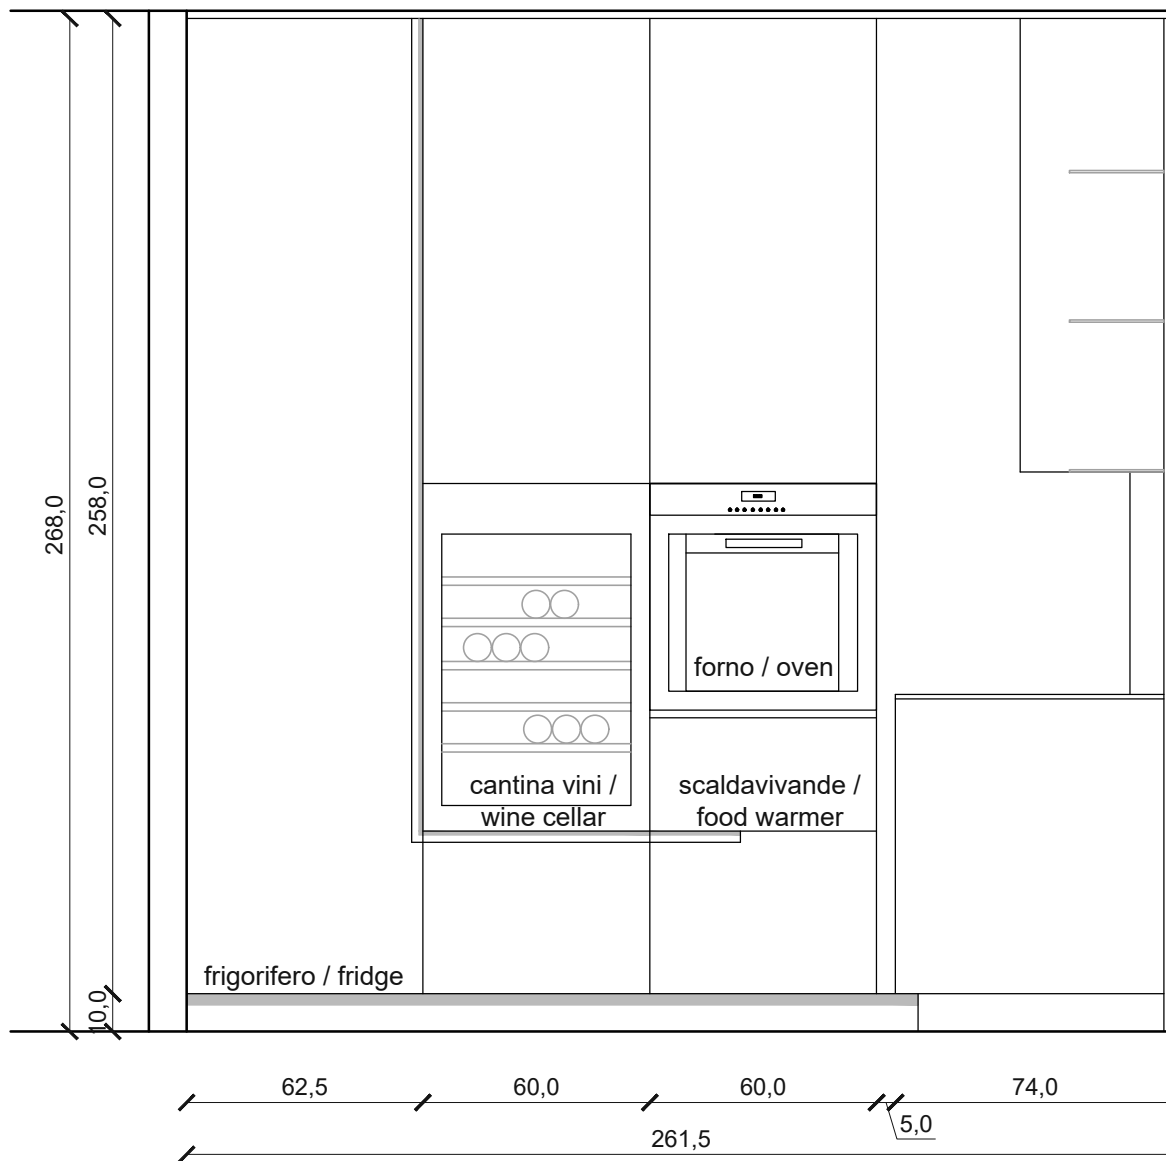 268,0
258,0
forno / oven
cantina vini /
wine cellar
scaldavivande /
food warmer
frigorifero / fridge
10,0
62,5
60,0
60,0
74,0
5,0
261,5